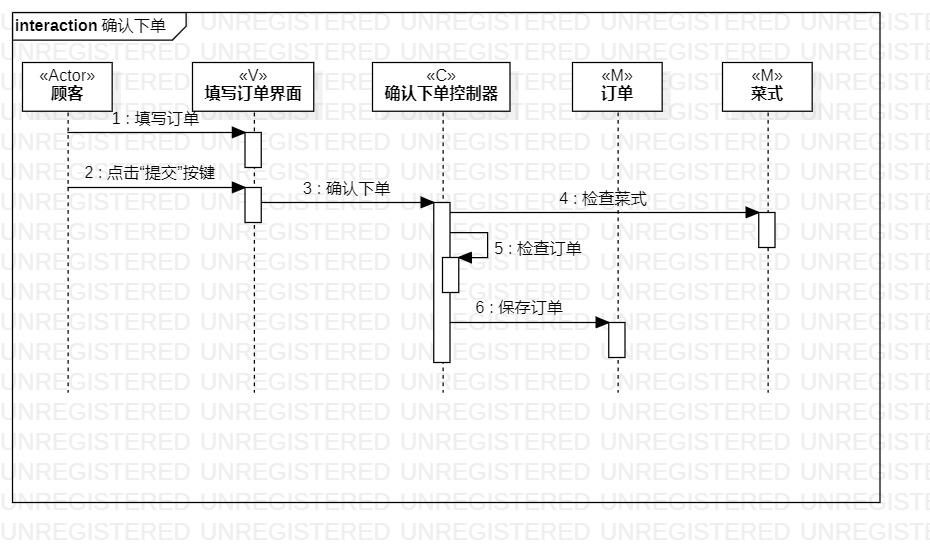 interaction 确认下单
«Actor»
顾客
«V»
填写订单界面
«C»
确认下单控制器
«M»
订单
«M»
菜式
1 : 填写订单
2 : 点击“提交”按键
3 : 确认下单
4 : 检查菜式
5 : 检查订单
6 : 保存订单
UNREGISTERED UNREGISTERED UNREGISTERED UNREGISTERED UNREGISTERED